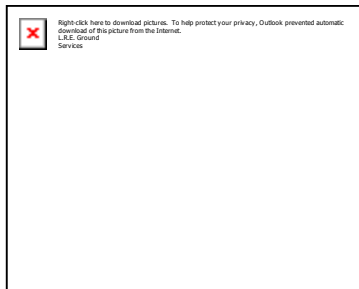 Right-click here to download pictures. To help protect your privacy, Outlook prevented automatic
download of this picture from the Internet.
L.R.E. Ground
Services